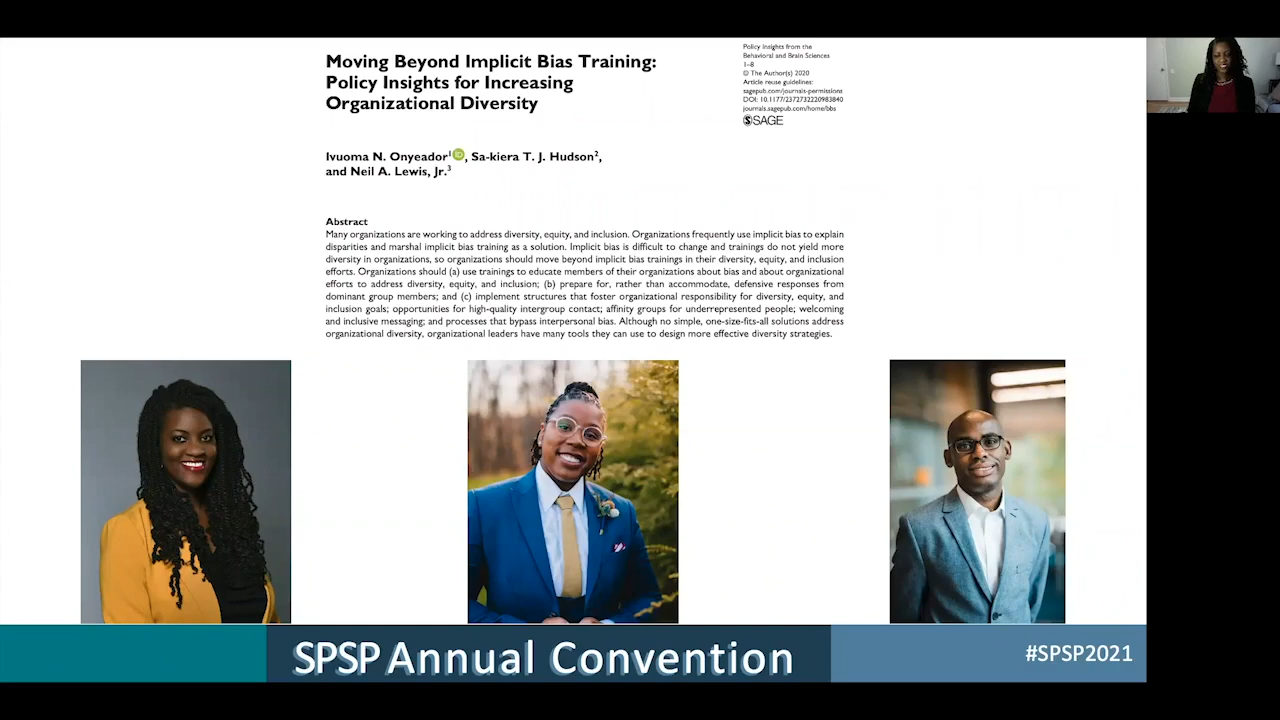 Moving Beyond Implicit Bias Training:
Policy Insights for Increasing
Organizational Diversity
Policy Insights from the
Behavioral and Brain Sciences
1–8
© The Author(s) 2020
Article reuse guidelines:
sagepub.com/journals-permissions
DOI: 10.1177/2372732220983840
journals.sagepub.com/home/bbs
SAGE
Ivuoma N. Onyeador1 iD, Sa-kiera T. J. Hudson2,
and Neil A. Lewis, Jr.3
Abstract
Many organizations are working to address diversity, equity, and inclusion. Organizations frequently use implicit bias to explain
disparities and marshal implicit bias training as a solution. Implicit bias is difficult to change and trainings do not yield more
diversity in organizations, so organizations should move beyond implicit bias trainings in their diversity, equity, and inclusion
efforts. Organizations should (a) use trainings to educate members of their organizations about bias and about organizational
efforts to address diversity, equity, and inclusion; (b) prepare for, rather than accommodate, defensive responses from
dominant group members; and (c) implement structures that foster organizational responsibility for diversity, equity, and
inclusion goals; opportunities for high-quality intergroup contact; affinity groups for underrepresented people; welcoming
and inclusive messaging; and processes that bypass interpersonal bias. Although no simple, one-size-fits-all solutions address
organizational diversity, organizational leaders have many tools they can use to design more effective diversity strategies.
SPSP Annual Convention
#SPSP2021